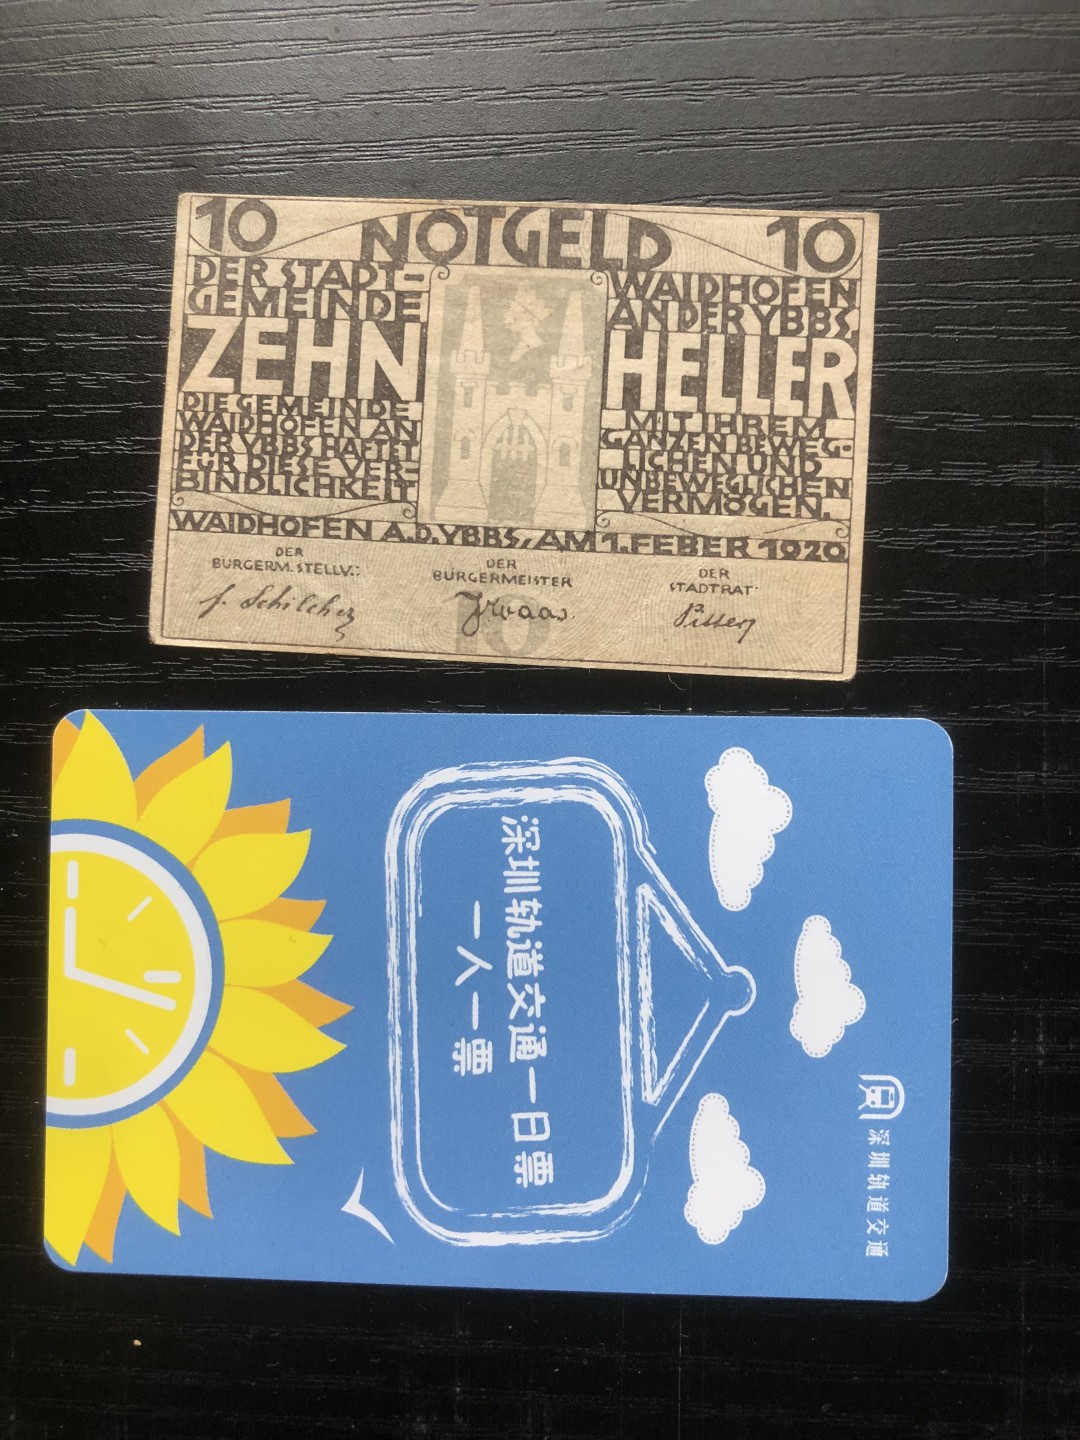 10 NOTGELD 10
DER STADT-
GEMEINDE
ZEHN
DIE GEMEINDE
WAIDHOFEN AN
DER YBBS HAFTET
FÜR DIESE VER-
BINDLICHKEIT
WAIDHOFEN
AN DER YBBS.
HELLER
MIT IHREM
GANZEN BEWEG-
LICHEN UND
UNBEWEGLICHEN
VERMÖGEN.
WAIDHOFEN A.D. YBBS, AM 1. FEBER 1920
DER
BÜRGERM. STELLV.:
DER
BÜRGERMEISTER
DER
STADTRAT:
10
深圳轨道交通
深圳轨道交通一日票
一人一票